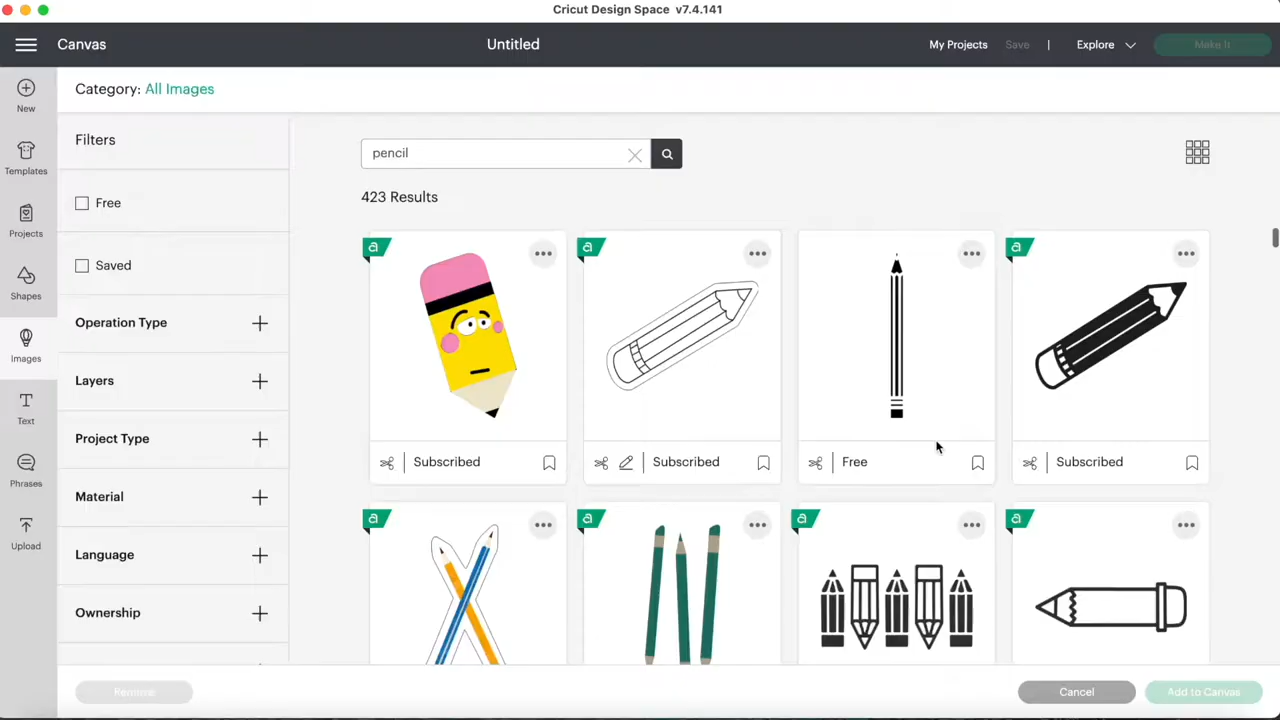 Cricut Design Space v7.4.141
Canvas
Untitled
My Projects
Save
|
Explore
Make It
New
Templates
Projects
Shapes
Images
Text
Phrases
Upload
Category: All Images
Filters
Free
Saved
Operation Type
Layers
Project Type
Material
Language
Ownership
pencil
423 Results
a
a
a
Subscribed
Subscribed
Free
Subscribed
a
a
a
a
Remove
Cancel
Add to Canvas